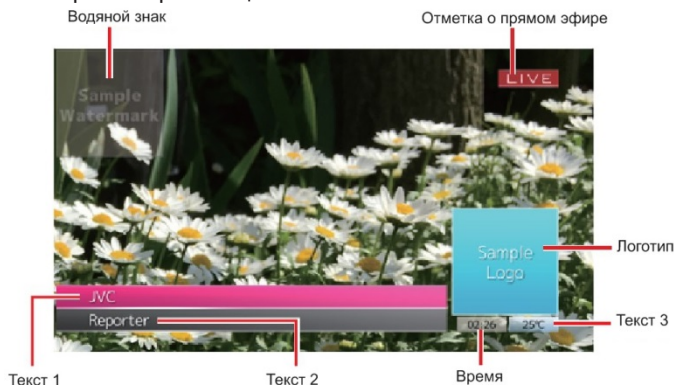 Водяной знак
Отметка о прямом эфире
LIVE
Sample
Watermark
Sample
Logo
Логотип
JVC
Reporter
02:26
25℃
Текст 3
Текст 1
Текст 2
Время